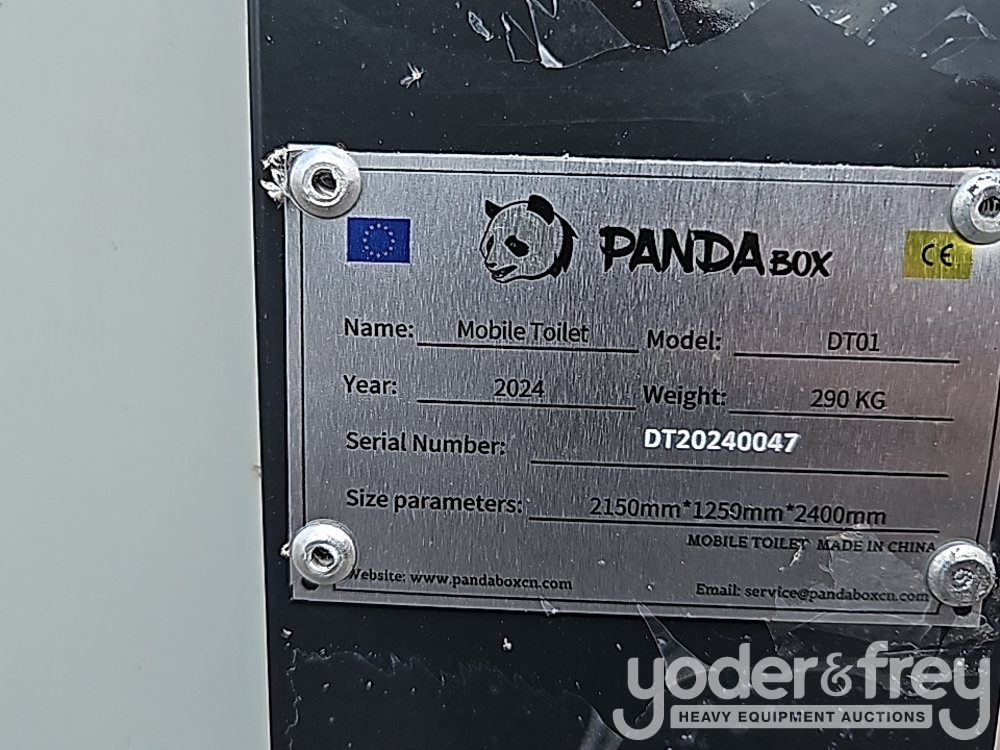 PANDA BOX
CE
Name: Mobile Toilet Model: DT01
Year: 2024 Weight: 290 KG
Serial Number: DT20240047
Size parameters: 2150mm*1250mm*2400mm
MOBILE TOILET MADE IN CHINA
Website: www.pandaboxcn.com Email: service@pandaboxcn.com
yoder&frey
HEAVY EQUIPMENT AUCTIONS